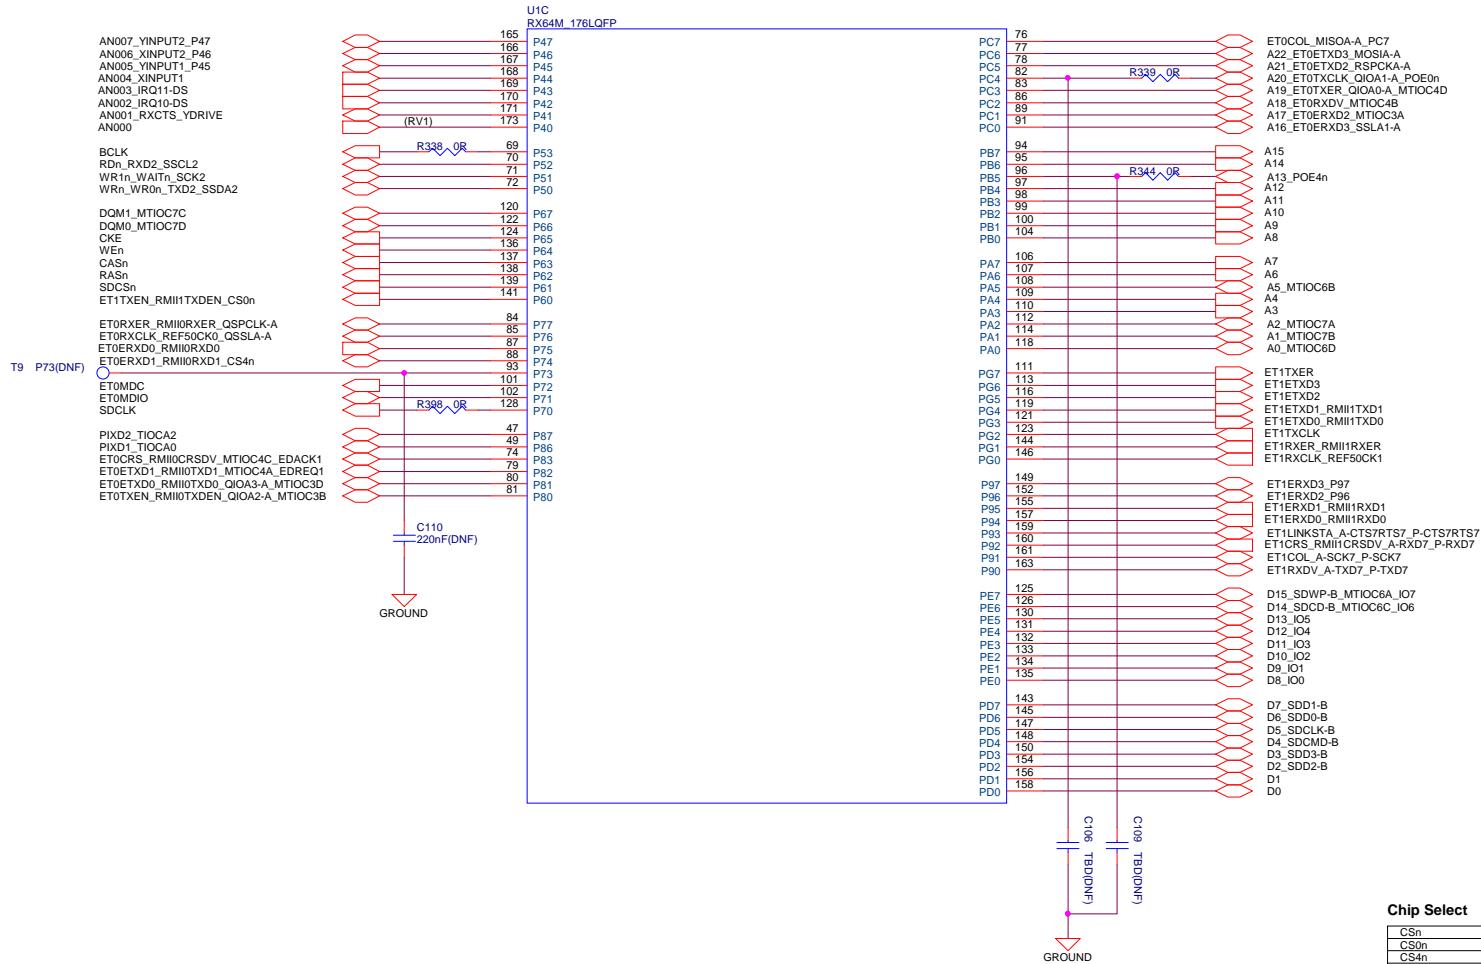 U1C
RX64M_176LQFP
AN007_YINPUT2_P47 165 P47
AN006_XINPUT2_P46 166 P46
AN005_YINPUT1_P45 167 P45
AN004_XINPUT1 168 P44
AN003_IRQ11-DS 169 P43
AN002_IRQ10-DS 170 P42
AN001_RXCTS_YDRIVE 171 P41
AN000 (RV1) 173 P40
BCLK R338 0R 69 P53
RDn_RXD2_SSCL2 70 P52
WR1n_WAITn_SCK2 71 P51
WRn_WR0n_TXD2_SSDA2 72 P50
DQM1_MTIOC7C 120 P67
DQM0_MTIOC7D 122 P66
CKE 124 P65
WEn 136 P64
CASn 137 P63
RASn 138 P62
SDCSn 139 P61
ET1TXEN_RMII1TXDEN_CS0n 141 P60
ET0RXER_RMII0RXER_QSPCLK-A 84 P77
ET0RXCLK_REF50CK0_QSSLA-A 85 P76
ET0ERXD0_RMII0RXD0 87 P75
ET0ERXD1_RMII0RXD1_CS4n 88 P74
T9 P73(DNF) 93 P73
ET0MDC 101 P72
ET0MDIO 102 P71
SDCLK R398 0R 128 P70
PIXD2_TIOCA2 47 P87
PIXD1_TIOCA0 49 P86
ET0CRS_RMII0CRSDV_MTIOC4C_EDACK1 74 P83
ET0ETXD1_RMII0TXD1_MTIOC4A_EDREQ1 79 P82
ET0ETXD0_RMII0TXD0_QIOA3-A_MTIOC3D 80 P81
ET0TXEN_RMII0TXDEN_QIOA2-A_MTIOC3B 81 P80
C110
220nF(DNF)
GROUND
PC7 76 ET0COL_MISOA-A_PC7
PC6 77 A22_ET0ETXD3_MOSIA-A
PC5 78 A21_ET0ETXD2_RSPCKA-A
PC4 82 R339 0R A20_ET0TXCLK_QIOA1-A_POE0n
PC3 83 A19_ET0TXER_QIOA0-A_MTIOC4D
PC2 86 A18_ET0RXDV_MTIOC4B
PC1 89 A17_ET0ERXD2_MTIOC3A
PC0 91 A16_ET0ERXD3_SSLA1-A
PB7 94 A15
PB6 95 A14
PB5 96 R344 0R A13_POE4n
PB4 97 A12
PB3 98 A11
PB2 99 A10
PB1 100 A9
PB0 104 A8
PA7 106 A7
PA6 107 A6
PA5 108 A5_MTIOC6B
PA4 109 A4
PA3 110 A3
PA2 112 A2_MTIOC7A
PA1 114 A1_MTIOC7B
PA0 118 A0_MTIOC6D
PG7 111 ET1TXER
PG6 113 ET1ETXD3
PG5 116 ET1ETXD2
PG4 119 ET1ETXD1_RMII1TXD1
PG3 121 ET1ETXD0_RMII1TXD0
PG2 123 ET1TXCLK
PG1 144 ET1RXER_RMII1RXER
PG0 146 ET1RXCLK_REF50CK1
P97 149 ET1ERXD3_P97
P96 152 ET1ERXD2_P96
P95 155 ET1ERXD1_RMII1RXD1
P94 157 ET1ERXD0_RMII1RXD0
P93 159 ET1LINKSTA_A-CTS7RTS7_P-CTS7RTS7
P92 160 ET1CRS_RMII1CRSDV_A-RXD7_P-RXD7
P91 161 ET1COL_A-SCK7_P-SCK7
P90 163 ET1RXDV_A-TXD7_P-TXD7
PE7 125 D15_SDWP-B_MTIOC6A_IO7
PE6 126 D14_SDCD-B_MTIOC6C_IO6
PE5 130 D13_IO5
PE4 131 D12_IO4
PE3 132 D11_IO3
PE2 133 D10_IO2
PE1 134 D9_IO1
PE0 135 D8_IO0
PD7 143 D7_SDD1-B
PD6 145 D6_SDD0-B
PD5 147 D5_SDCLK-B
PD4 148 D4_SDCMD-B
PD3 150 D3_SDD3-B
PD2 154 D2_SDD2-B
PD1 156 D1
PD0 158 D0
C106 TBD(DNF)
C109 TBD(DNF)
GROUND
Chip Select
CSn
CS0n
CS4n